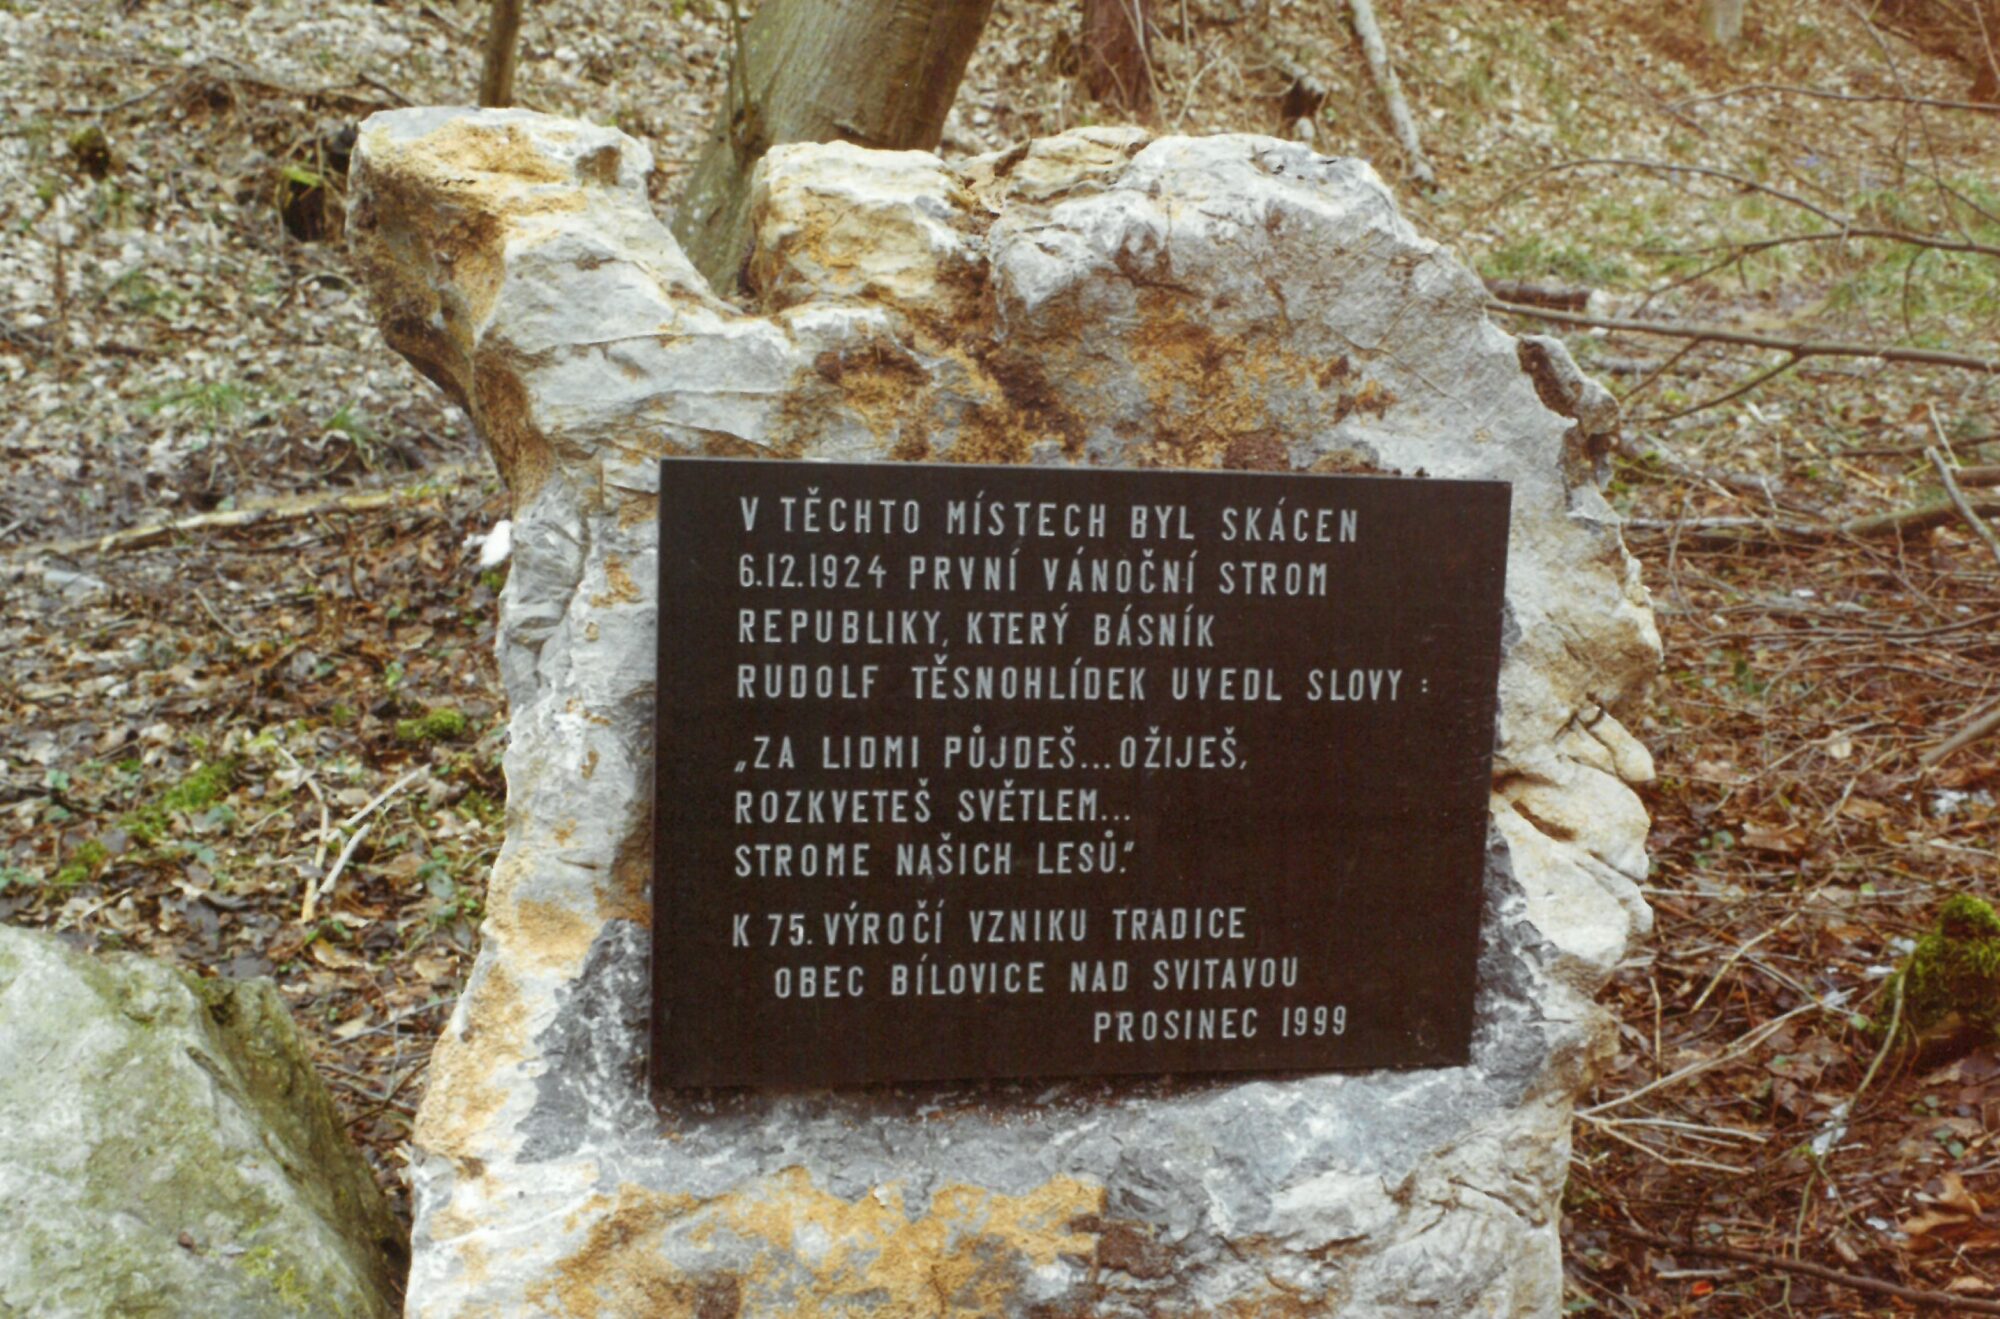 V TĚCHTO MÍSTECH BYL SKÁCEN
6.12.1924 PRVNÍ VÁNOČNÍ STROM
REPUBLIKY, KTERÝ BÁSNÍK
RUDOLF TĚSNOHLÍDEK UVEDL SLOVY :
„ZA LIDMI PŮJDEŠ...OŽIJEŠ,
ROZKVETEŠ SVĚTLEM...
STROME NAŠICH LESŮ.“
K 75. VÝROČÍ VZNIKU TRADICE
OBEC BÍLOVICE NAD SVITAVOU
PROSINEC 1999